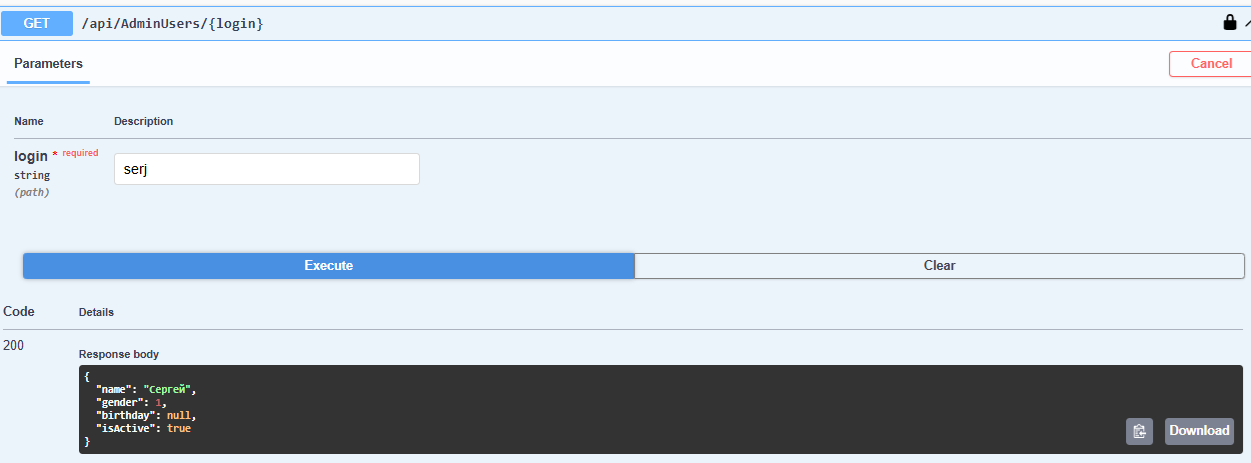 GET /api/AdminUsers/{login}
Parameters Cancel
Name Description
login * required
string
(path)
serj
Execute Clear
Code Details
200
Response body
{
  "name": "Сергей",
  "gender": 1,
  "birthday": null,
  "isActive": true
}
Download